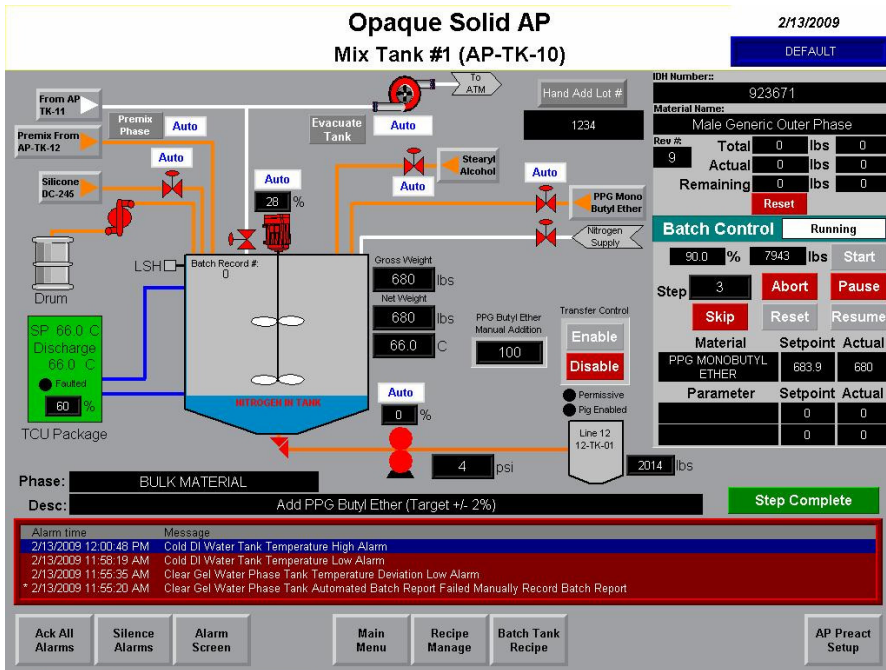 Opaque Solid AP
2/13/2009
Mix Tank #1 (AP-TK-10)
DEFAULT
From AP
TK-11
Premix
Phase
Auto
Premix From
AP-TK-12
Auto
Silicone
DC-245
Drum
To
ATM
Evacuate
Tank
Auto
Hand Add Lot #
1234
Auto
28 %
Auto
Stearyl
Alcohol
Auto
PPG Mono
Butyl Ether
Nitrogen
Supply
LSH
Batch Record #:
0
Gross Weight
680 lbs
Net Weight
680 lbs
66.0 C
PPG Butyl Ether
Manual Addition
100
Transfer Control
Enable
Disable
Permissive
Pig Enabled
SP 66.0 C
Discharge
66.0 C
Faulted
60 %
TCU Package
NITROGEN IN TANK
Auto
0 %
4 psi
Line 12
12-TK-01
2014 lbs
IDH Number::
923671
Material Name:
Male Generic Outer Phase
Rev #:
9
Total 0 lbs 0
Actual 0 lbs 0
Remaining 0 lbs 0
Reset
Batch Control Running
90.0 % 7943 lbs Start
Step 3 Abort Pause
Skip Reset Resume
Material Setpoint Actual
PPG MONOBUTYL
ETHER 683.9 680
Parameter Setpoint Actual
0 0
0 0
Phase: BULK MATERIAL
Desc: Add PPG Butyl Ether (Target +/- 2%)
Step Complete
Alarm time Message
2/13/2009 12:00:48 PM Cold DI Water Tank Temperature High Alarm
2/13/2009 11:58:19 AM Cold DI Water Tank Temperature Low Alarm
2/13/2009 11:55:35 AM Clear Gel Water Phase Tank Temperature Deviation Low Alarm
* 2/13/2009 11:55:20 AM Clear Gel Water Phase Tank Automated Batch Report Failed Manually Record Batch Report
Ack All
Alarms
Silence
Alarms
Alarm
Screen
Main
Menu
Recipe
Manage
Batch Tank
Recipe
AP Preact
Setup